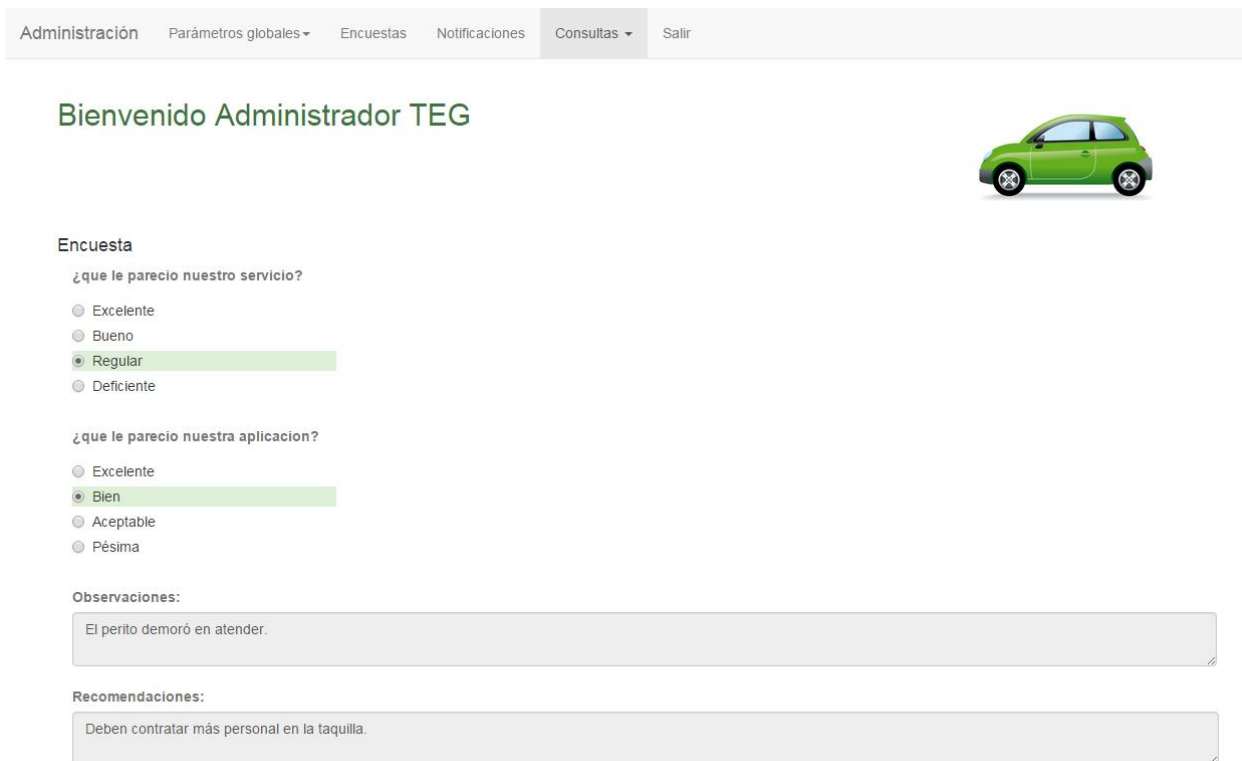 Administración Parámetros globales Encuestas Notificaciones Consultas Salir
Bienvenido Administrador TEG
Encuesta
¿que le parecio nuestro servicio?
Excelente
Bueno
Regular
Deficiente
¿que le parecio nuestra aplicacion?
Excelente
Bien
Aceptable
Pésima
Observaciones:
El perito demoró en atender.
Recomendaciones:
Deben contratar más personal en la taquilla.